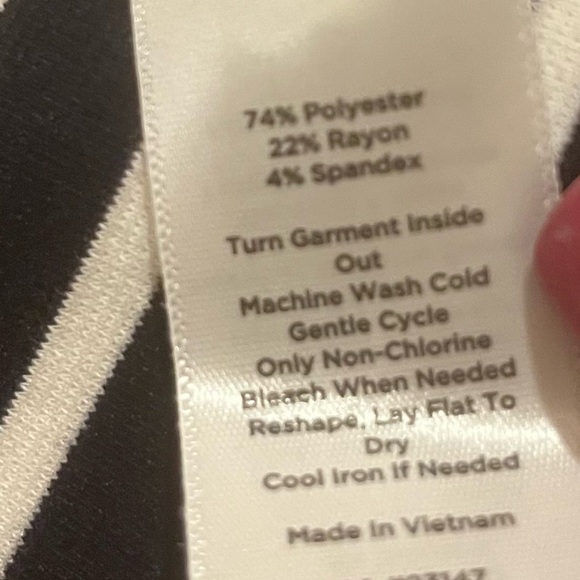 74% Polyester
22% Rayon
4% Spandex
Turn Garment Inside
Out
Machine Wash Cold
Gentle Cycle
Only Non-Chlorine
Bleach When Needed
Reshape, Lay Flat To
Dry
Cool Iron If Needed
Made In Vietnam